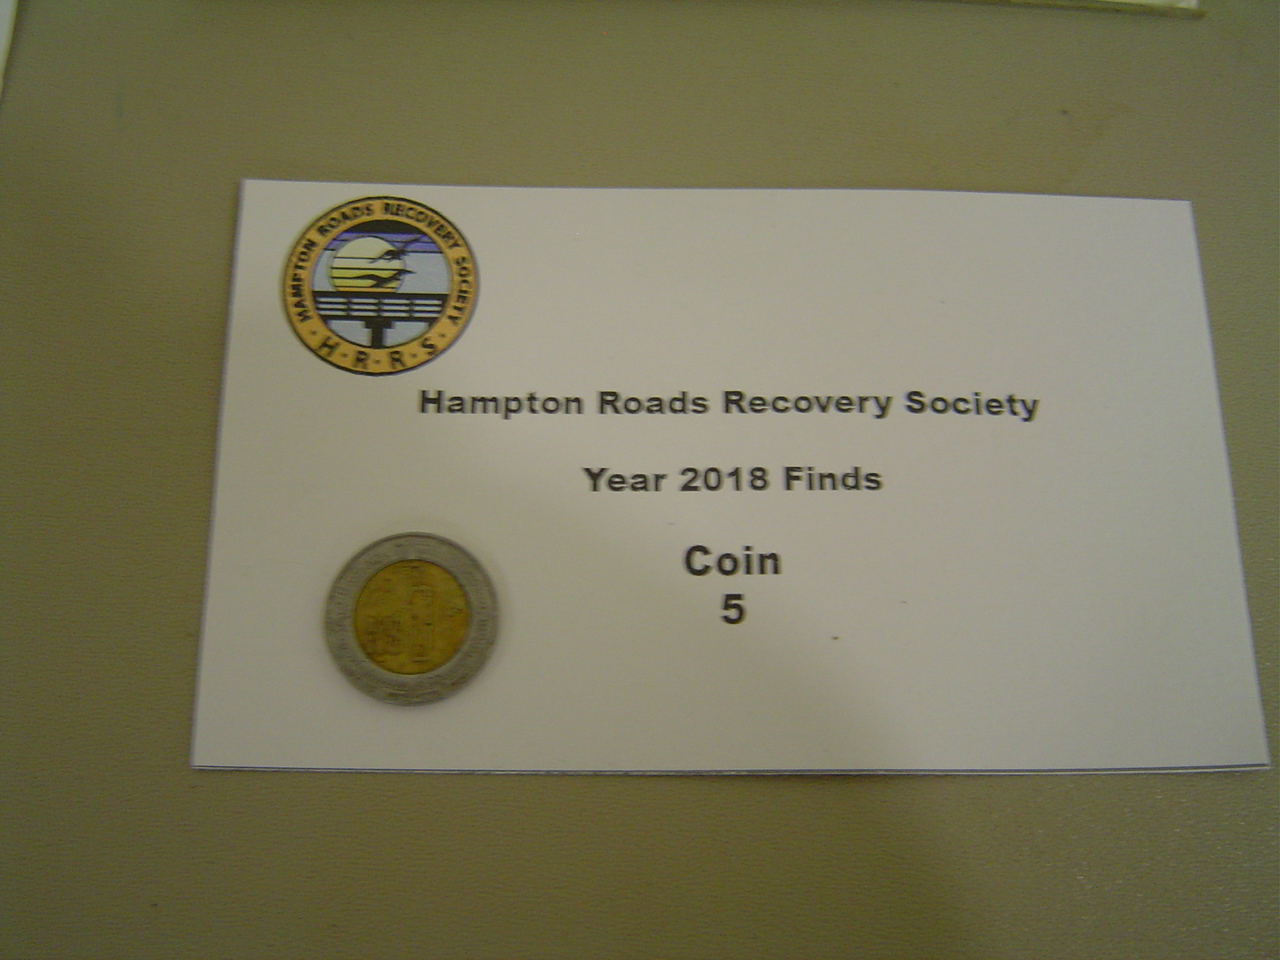 HAMPTON ROADS RECOVERY SOCIETY
· H · R · R · S ·
Hampton Roads Recovery Society
Year 2018 Finds
Coin
5